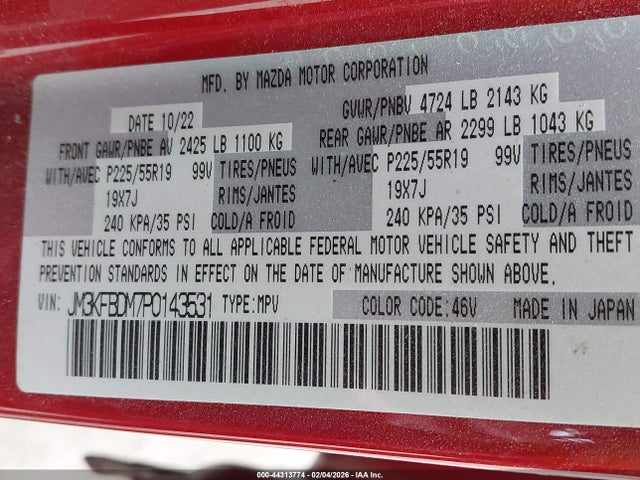 MFD. BY MAZDA MOTOR CORPORATION
DATE 10/22 GVWR/PNBV 4724 LB 2143 KG
FRONT GAWR/PNBE AV 2425 LB 1100 KG REAR GAWR/PNBE AR 2299 LB 1043 KG
WITH/AVEC P225/55R19 99V TIRES/PNEUS WITH/AVEC P225/55R19 99V TIRES/PNEUS
19X7J RIMS/JANTES 19X7J RIMS/JANTES
240 KPA/35 PSI COLD/A FROID 240 KPA/35 PSI COLD/A FROID
THIS VEHICLE CONFORMS TO ALL APPLICABLE FEDERAL MOTOR VEHICLE SAFETY AND THEFT
PREVENTION STANDARDS IN EFFECT ON THE DATE OF MANUFACTURE SHOWN ABOVE.
VIN: JM3KFBDM7P0143531 TYPE:MPV COLOR CODE:46V MADE IN JAPAN
000-44313774 - 02/04/2026 - IAA Inc.